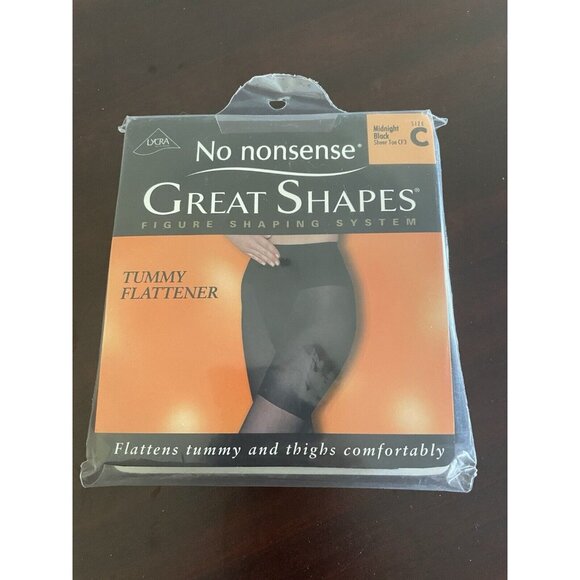 LYCRA
No nonsense®
Midnight
Black
Sheer Toe CF3
SIZE
C
GREAT SHAPES®
FIGURE SHAPING SYSTEM
TUMMY
FLATTENER
Flattens tummy and thighs comfortably